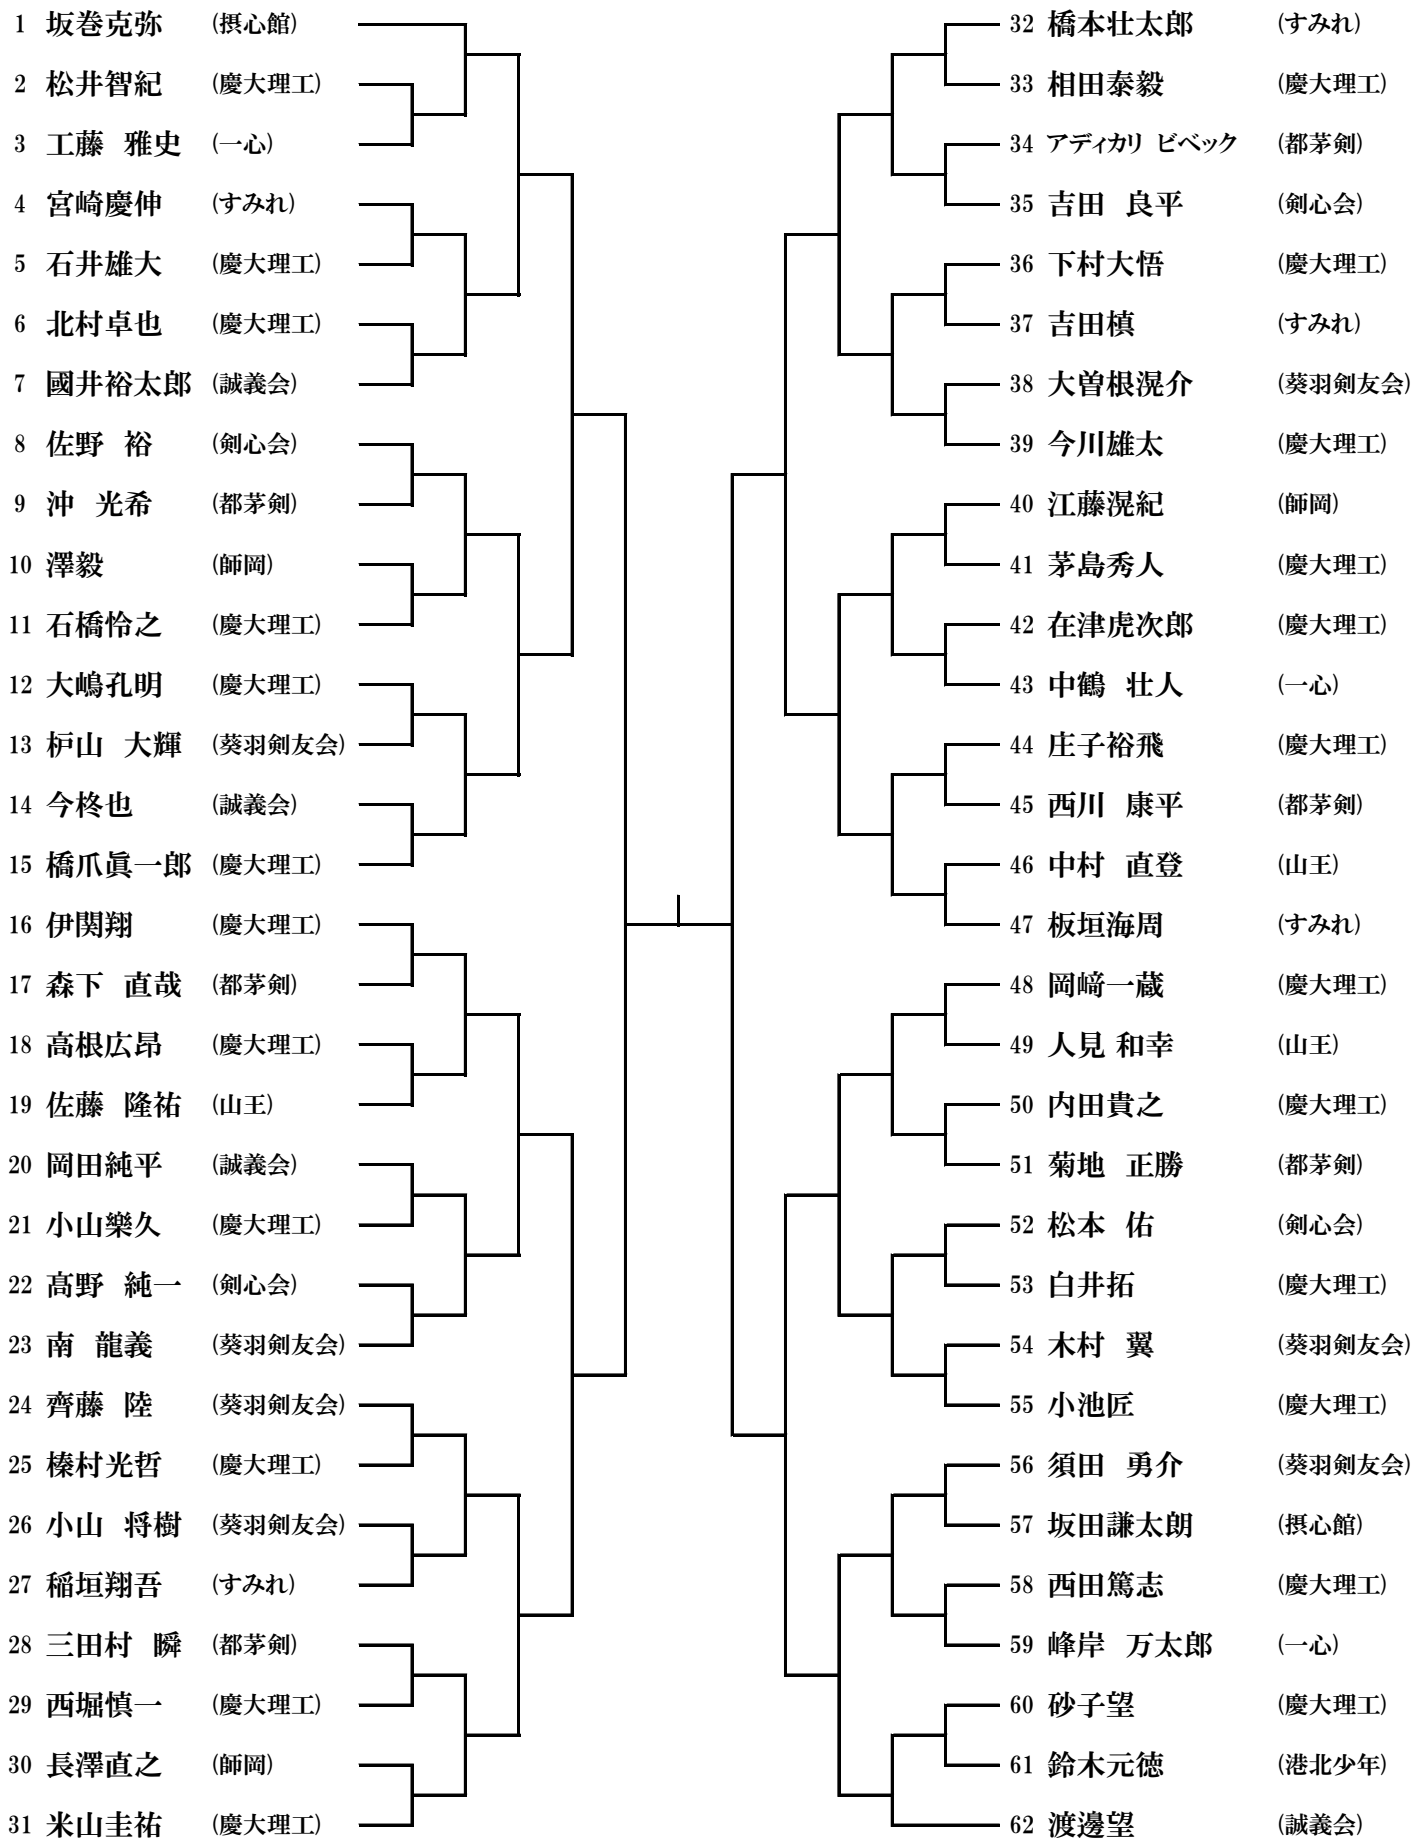 1 坂巻克弥 (摂心館)
2 松井智紀 (慶大理工)
3 工藤 雅史 (一心)
4 宮崎慶伸 (すみれ)
5 石井雄大 (慶大理工)
6 北村卓也 (慶大理工)
7 國井裕太郎 (誠義会)
8 佐野 裕 (剣心会)
9 沖 光希 (都茅剣)
10 澤毅 (師岡)
11 石橋怜之 (慶大理工)
12 大嶋孔明 (慶大理工)
13 枦山 大輝 (葵羽剣友会)
14 今柊也 (誠義会)
15 橋爪眞一郎 (慶大理工)
16 伊関翔 (慶大理工)
17 森下 直哉 (都茅剣)
18 高根広昂 (慶大理工)
19 佐藤 隆祐 (山王)
20 岡田純平 (誠義会)
21 小山樂久 (慶大理工)
22 髙野 純一 (剣心会)
23 南 龍義 (葵羽剣友会)
24 齊藤 陸 (葵羽剣友会)
25 榛村光哲 (慶大理工)
26 小山 将樹 (葵羽剣友会)
27 稲垣翔吾 (すみれ)
28 三田村 瞬 (都茅剣)
29 西堀慎一 (慶大理工)
30 長澤直之 (師岡)
31 米山圭祐 (慶大理工)
32 橋本壮太郎 (すみれ)
33 相田泰毅 (慶大理工)
34 アディカリ ビベック (都茅剣)
35 吉田 良平 (剣心会)
36 下村大悟 (慶大理工)
37 吉田槙 (すみれ)
38 大曽根滉介 (葵羽剣友会)
39 今川雄太 (慶大理工)
40 江藤滉紀 (師岡)
41 茅島秀人 (慶大理工)
42 在津虎次郎 (慶大理工)
43 中鶴 壮人 (一心)
44 庄子裕飛 (慶大理工)
45 西川 康平 (都茅剣)
46 中村 直登 (山王)
47 板垣海周 (すみれ)
48 岡﨑一蔵 (慶大理工)
49 人見 和幸 (山王)
50 内田貴之 (慶大理工)
51 菊地 正勝 (都茅剣)
52 松本 佑 (剣心会)
53 白井拓 (慶大理工)
54 木村 翼 (葵羽剣友会)
55 小池匠 (慶大理工)
56 須田 勇介 (葵羽剣友会)
57 坂田謙太朗 (摂心館)
58 西田篤志 (慶大理工)
59 峰岸 万太郎 (一心)
60 砂子望 (慶大理工)
61 鈴木元徳 (港北少年)
62 渡邊望 (誠義会)